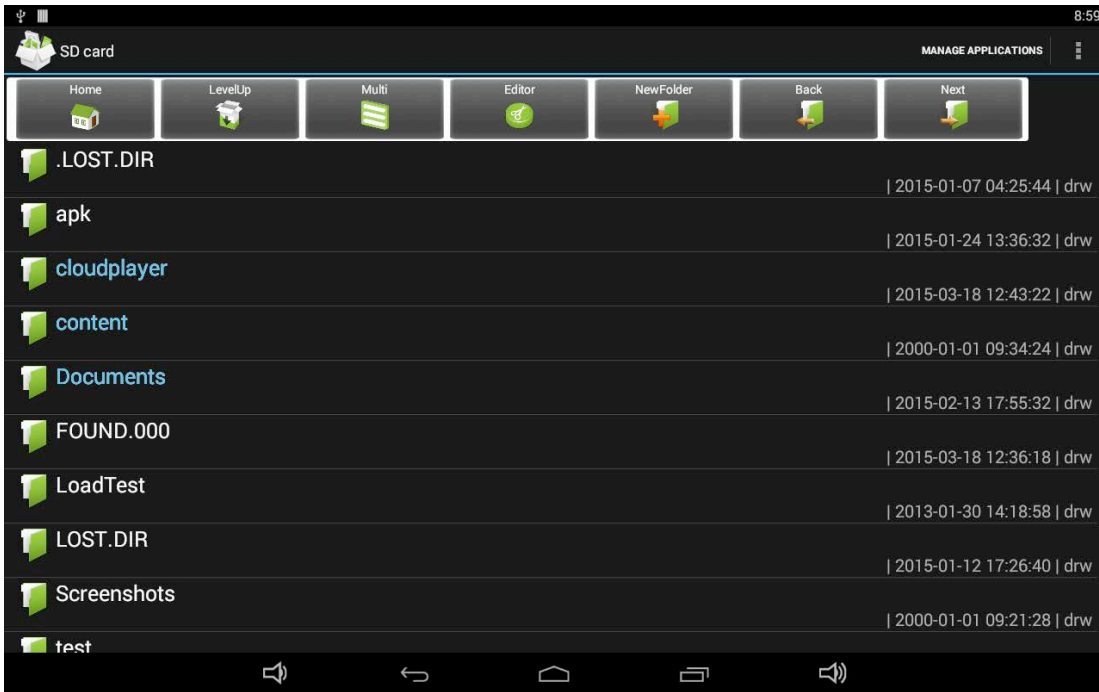 8:59
SD card MANAGE APPLICATIONS
Home LevelUp Multi Editor NewFolder Back Next
.LOST.DIR
| 2015-01-07 04:25:44 | drw
apk
| 2015-01-24 13:36:32 | drw
cloudplayer
| 2015-03-18 12:43:22 | drw
content
| 2000-01-01 09:34:24 | drw
Documents
| 2015-02-13 17:55:32 | drw
FOUND.000
| 2015-03-18 12:36:18 | drw
LoadTest
| 2013-01-30 14:18:58 | drw
LOST.DIR
| 2015-01-12 17:26:40 | drw
Screenshots
| 2000-01-01 09:21:28 | drw
test